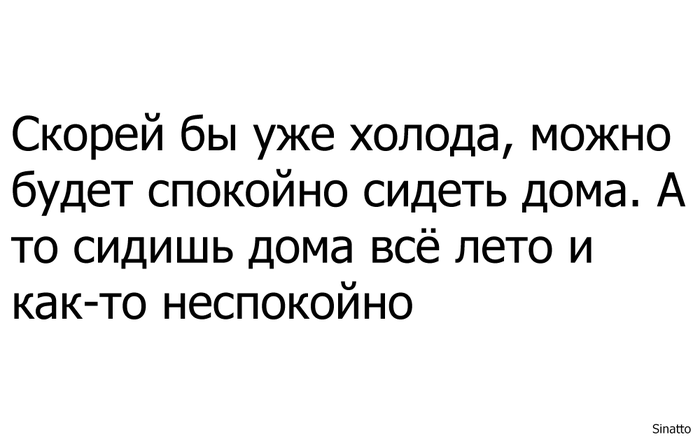 Скорей бы уже холода, можно
будет спокойно сидеть дома. А
то сидишь дома всё лето и
как-то неспокойно
Sinatto